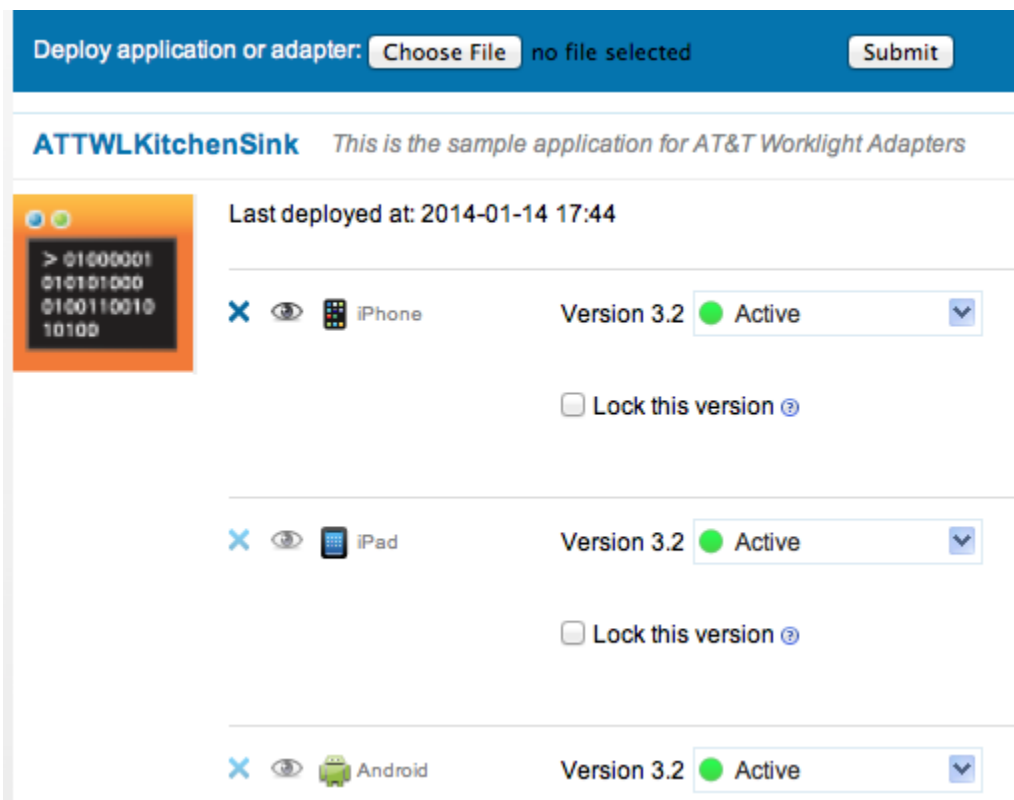 Deploy application or adapter: Choose File no file selected Submit
ATTWLKitchenSink This is the sample application for AT&T Worklight Adapters
Last deployed at: 2014-01-14 17:44
> 01000001
010101000
0100110010
10100
iPhone Version 3.2 Active
Lock this version
iPad Version 3.2 Active
Lock this version
Android Version 3.2 Active